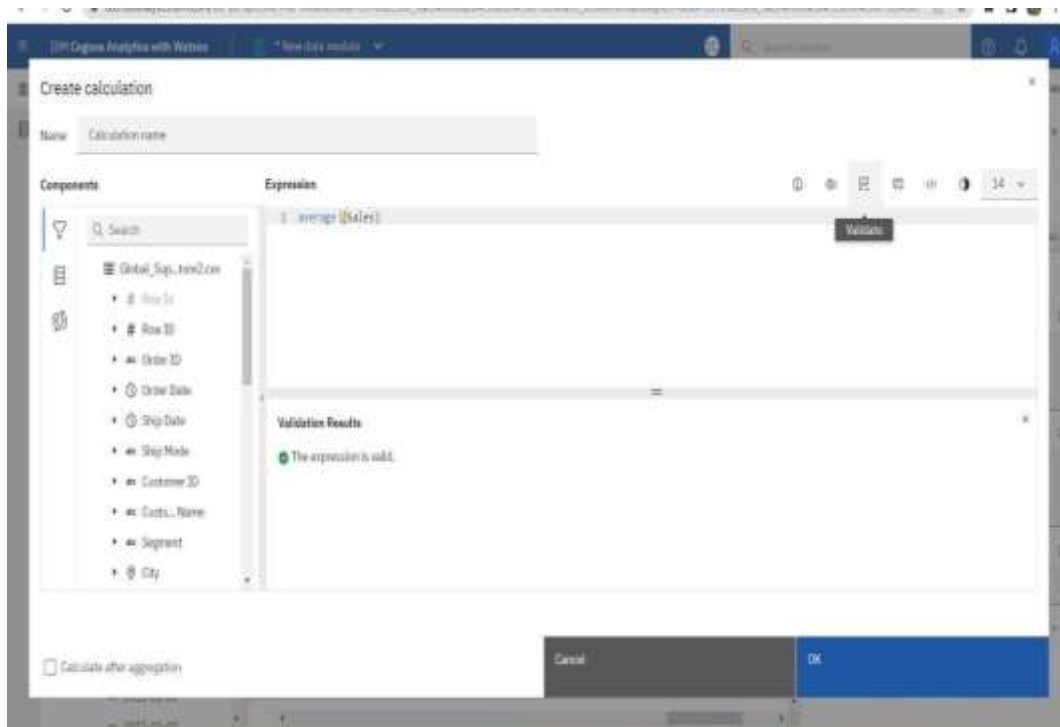 IBM Cognos Analytics with Watson
* New data module
Create calculation
Name
Calculation name
Components
Expression
14
Search
1 average (Sales)
Validate
Global_Sup...tore2.csv
Row Id
Row ID
Order ID
Order Date
Ship Date
Ship Mode
Customer ID
Custo... Name
Segment
City
Validation Results
The expression is valid.
Calculate after aggregation
Cancel
OK